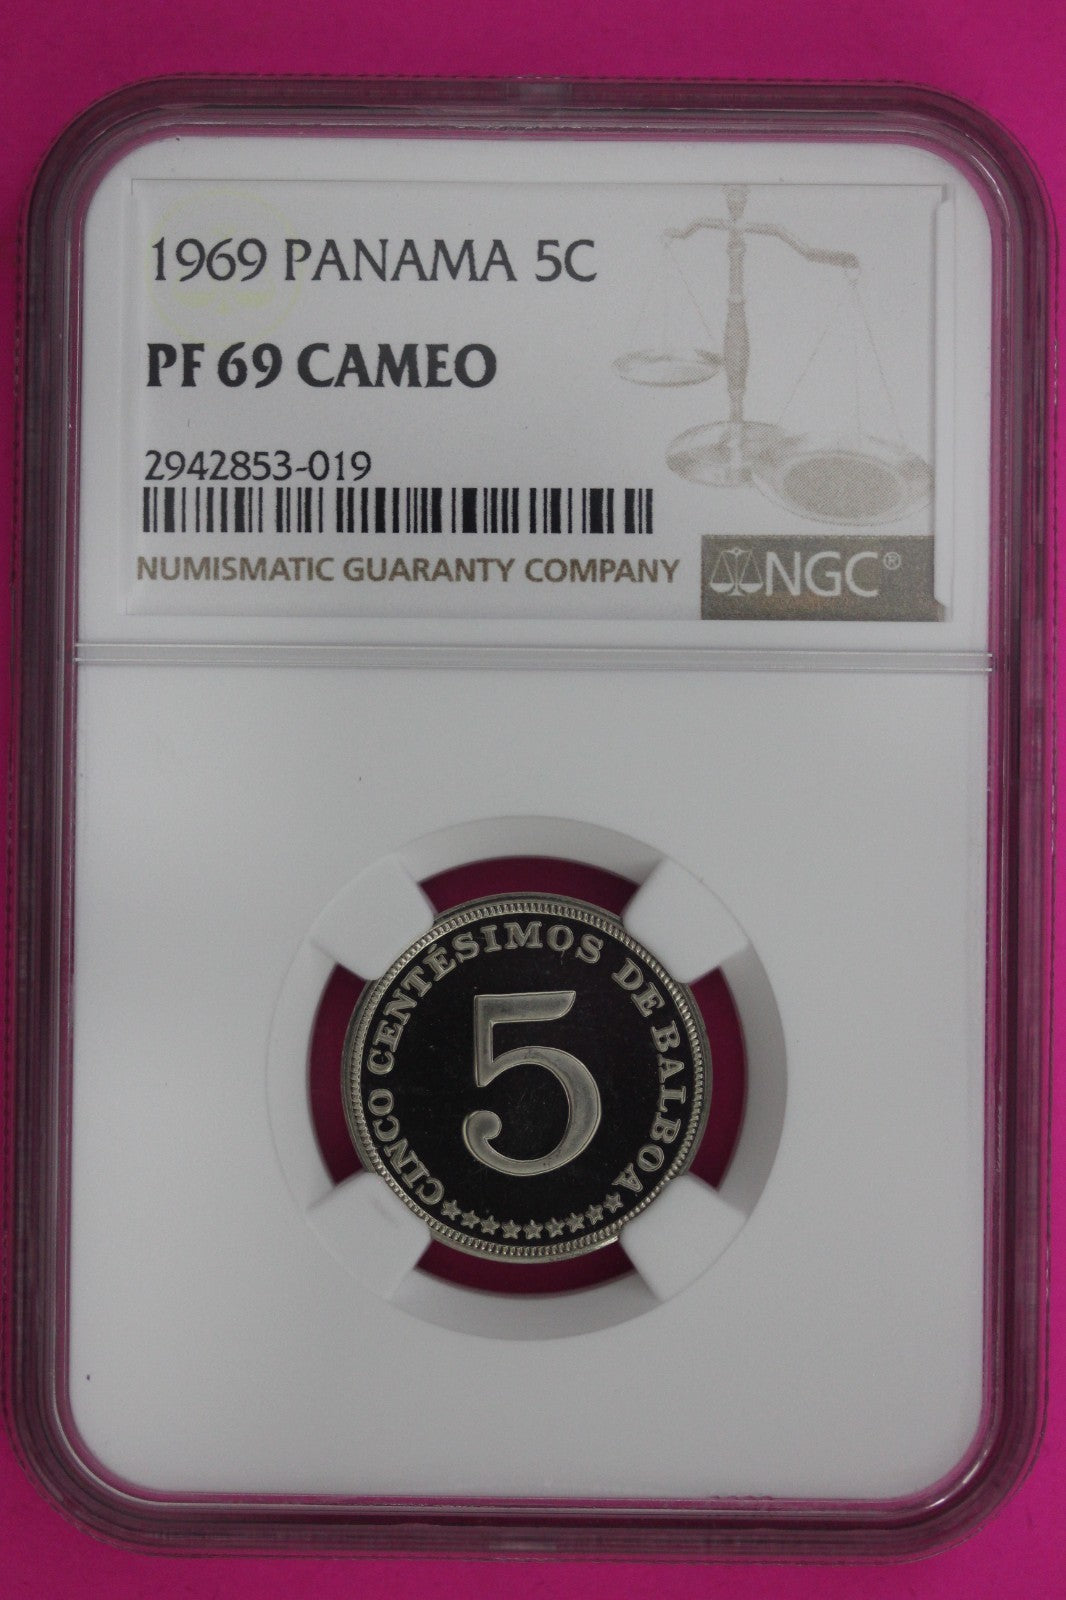 1969 PANAMA 5C
PF 69 CAMEO
2942853-019
NUMISMATIC GUARANTY COMPANY
NGC®
CINCO CENTÉSIMOS DE BALBOA
5